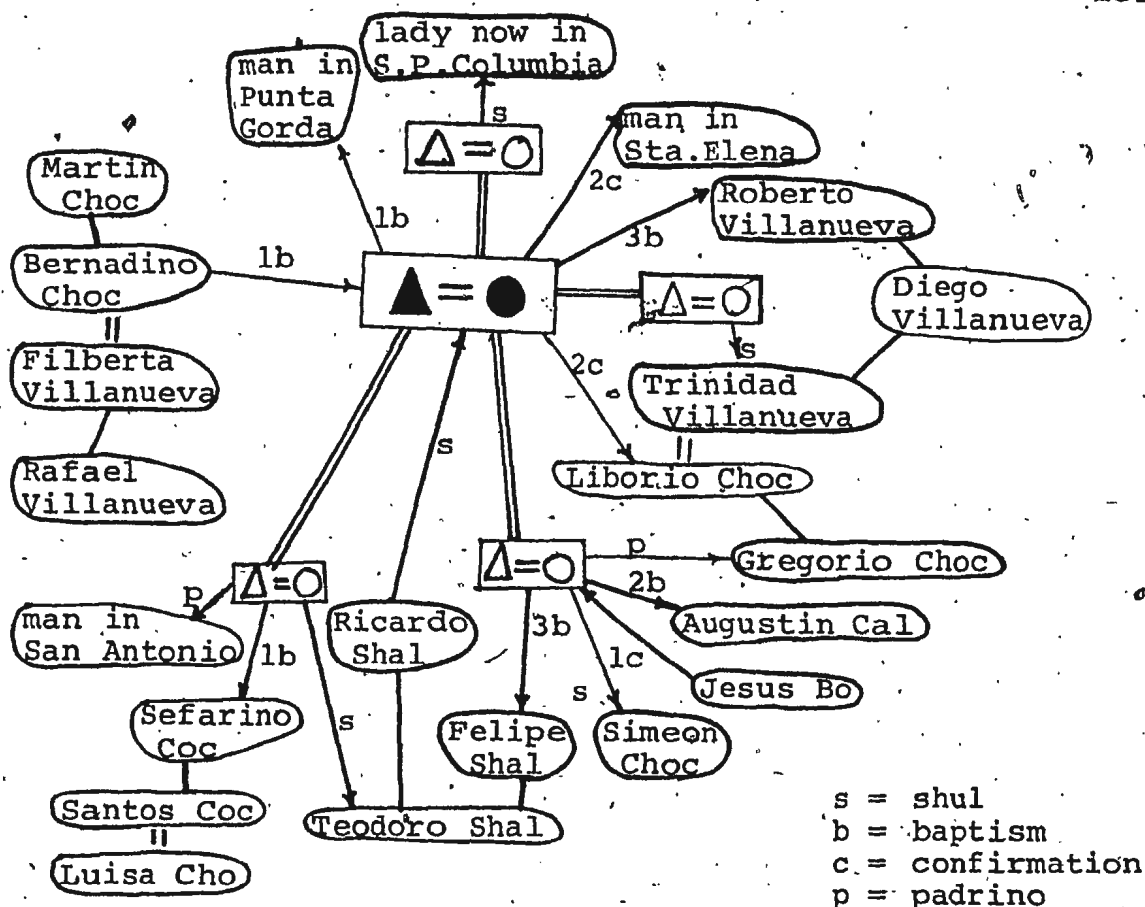 lady now in
S.P.Columbia
man in
Punta
Gorda
s
man in
Sta.Elena
2c
Martin
Choc
Roberto
Villanueva
1b
3b
Bernadino
Choc
1b
Diego
Villanueva
s
Filberta
Villanueva
2c
Trinidad
Villanueva
s
Rafael
Villanueva
Liborio Choc
p
Gregorio Choc
p
2b
man in
San Antonio
Ricardo
Shal
3b
Augustin Cal
1b
1c
Jesus Bo
s
s
Sefarino
Coc
Felipe
Shal
Simeon
Choc
Santos Coc
Teodoro Shal
Luisa Cho
s = shul
b = baptism
c = confirmation
p = padrino